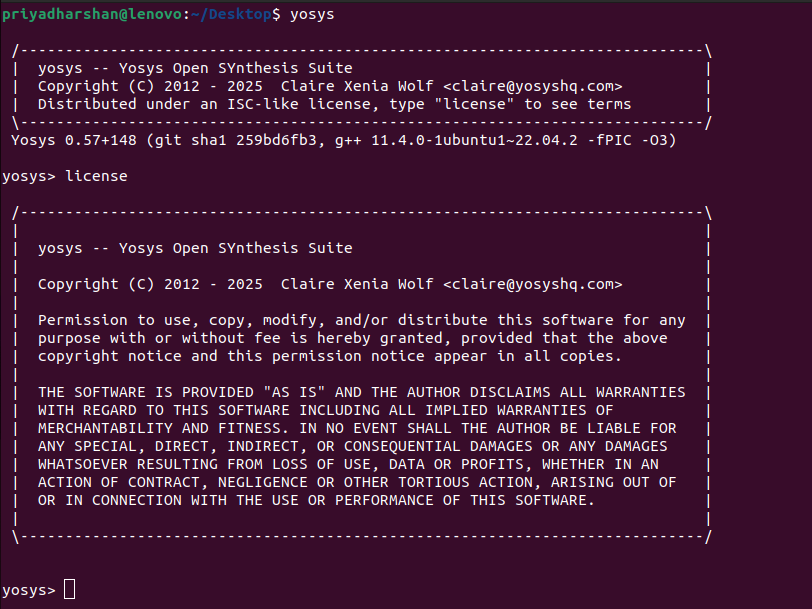 priyadharshan@lenovo:~/Desktop$ yosys
/----------------------------------------------------------------------------\
| yosys -- Yosys Open SYnthesis Suite |
| Copyright (C) 2012 - 2025 Claire Xenia Wolf <claire@yosyshq.com> |
| Distributed under an ISC-like license, type "license" to see terms |
\----------------------------------------------------------------------------/
Yosys 0.57+148 (git sha1 259bd6fb3, g++ 11.4.0-1ubuntu1~22.04.2 -fPIC -O3)
yosys> license
/----------------------------------------------------------------------------\
| |
| yosys -- Yosys Open SYnthesis Suite |
| |
| Copyright (C) 2012 - 2025 Claire Xenia Wolf <claire@yosyshq.com> |
| |
| Permission to use, copy, modify, and/or distribute this software for any |
| purpose with or without fee is hereby granted, provided that the above |
| copyright notice and this permission notice appear in all copies. |
| |
| THE SOFTWARE IS PROVIDED "AS IS" AND THE AUTHOR DISCLAIMS ALL WARRANTIES |
| WITH REGARD TO THIS SOFTWARE INCLUDING ALL IMPLIED WARRANTIES OF |
| MERCHANTABILITY AND FITNESS. IN NO EVENT SHALL THE AUTHOR BE LIABLE FOR |
| ANY SPECIAL, DIRECT, INDIRECT, OR CONSEQUENTIAL DAMAGES OR ANY DAMAGES |
| WHATSOEVER RESULTING FROM LOSS OF USE, DATA OR PROFITS, WHETHER IN AN |
| ACTION OF CONTRACT, NEGLIGENCE OR OTHER TORTIOUS ACTION, ARISING OUT OF |
| OR IN CONNECTION WITH THE USE OR PERFORMANCE OF THIS SOFTWARE. |
| |
\----------------------------------------------------------------------------/
yosys>